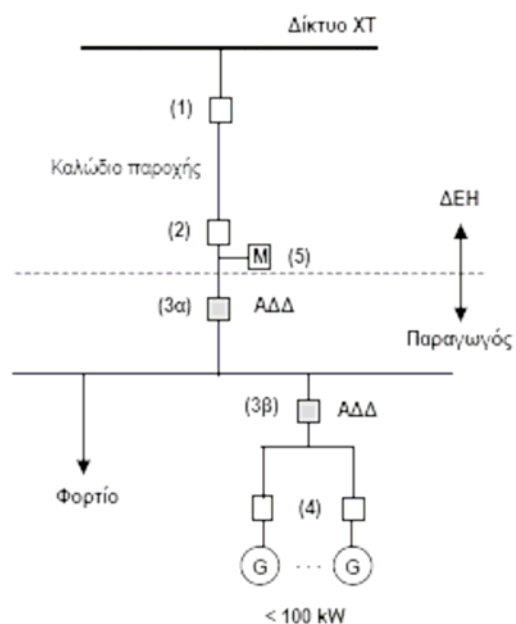 Δίκτυο ΧΤ
(1)
Καλώδιο παροχής
ΔΕΗ
(2)
M (5)
(3α) ΑΔΔ
Παραγωγός
(3β) ΑΔΔ
Φορτίο
(4)
G . . . G
< 100 kW